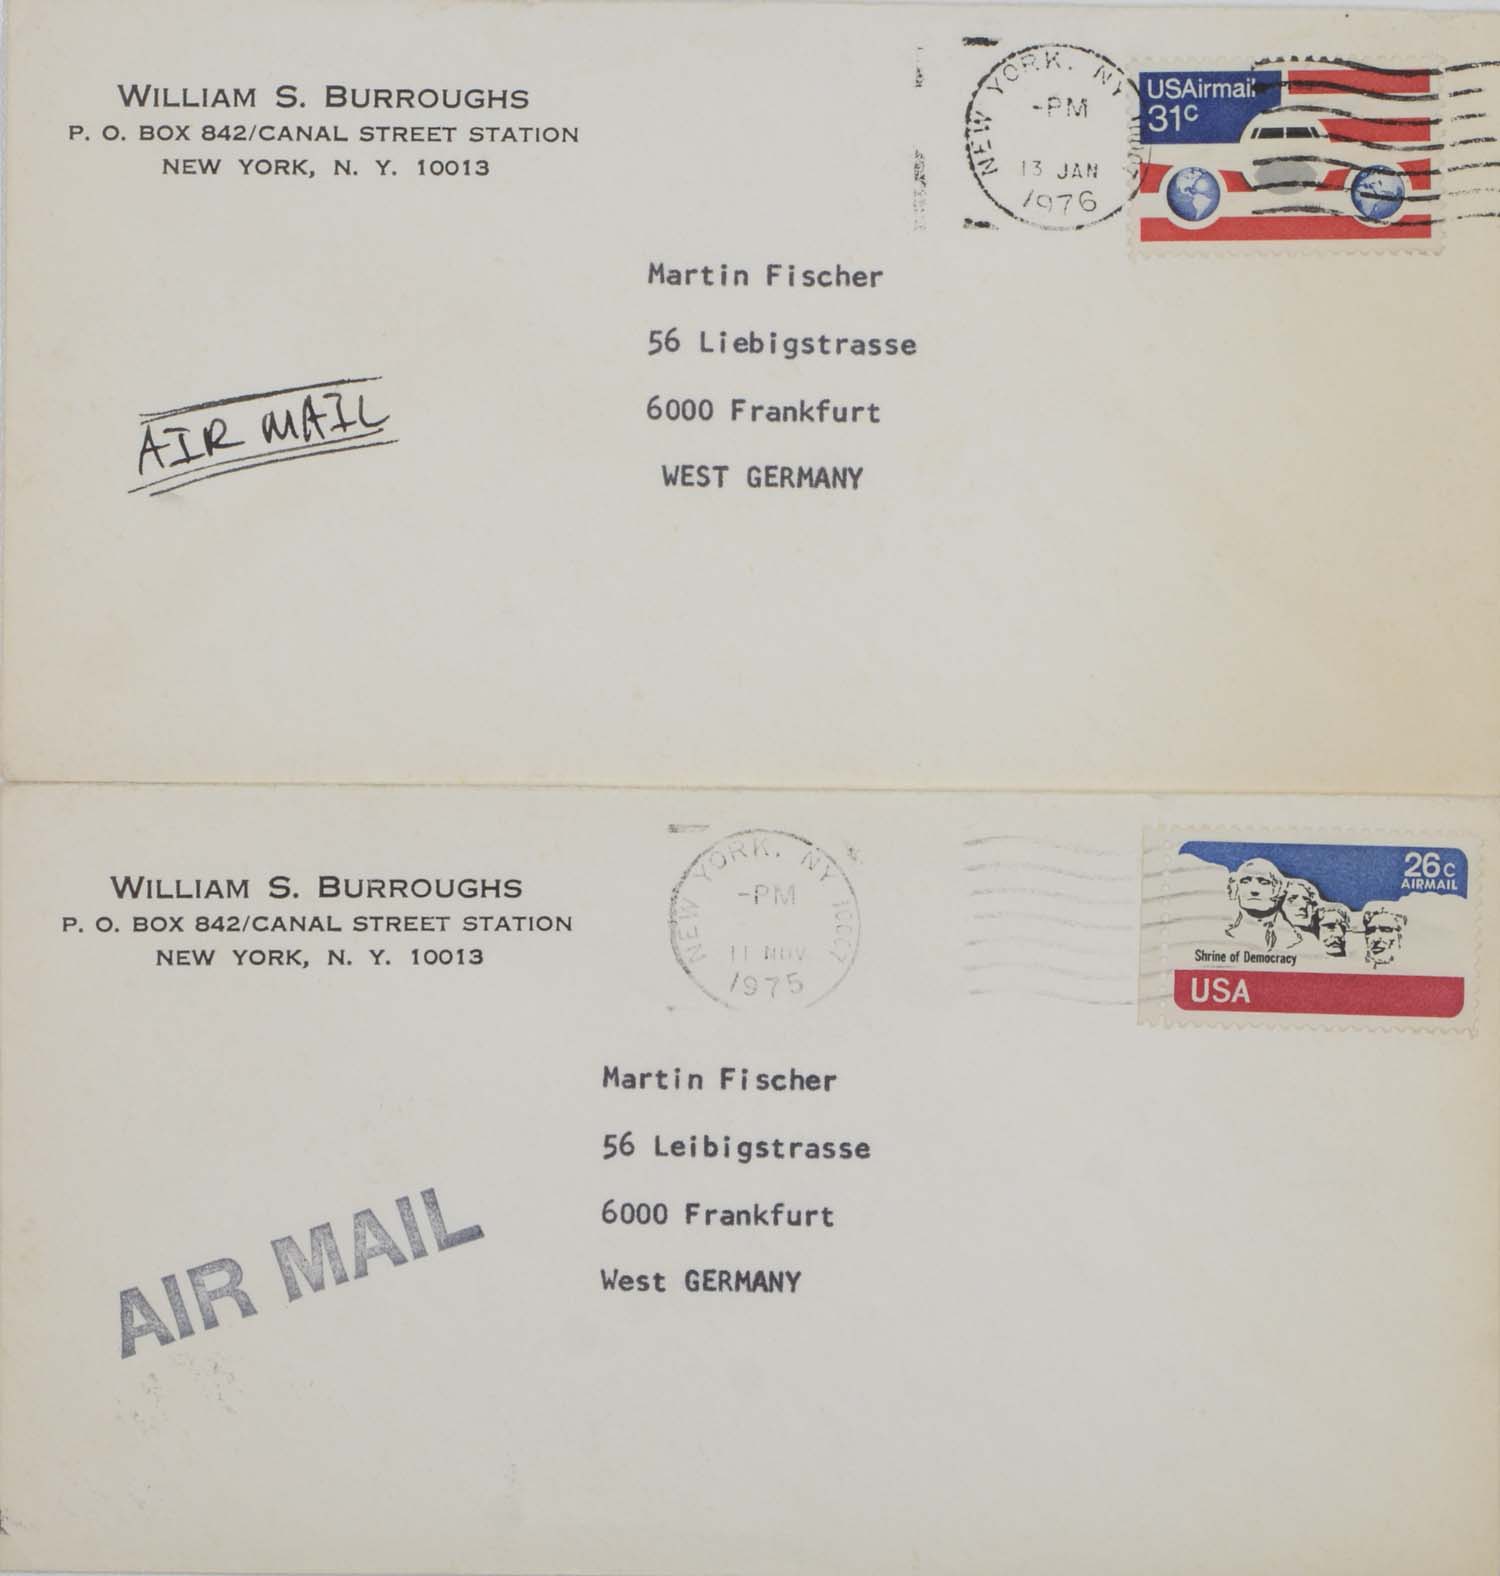 WILLIAM S. BURROUGHS
P. O. BOX 842/CANAL STREET STATION
NEW YORK, N. Y. 10013
NEW YORK, NY
-PM
13 JAN
1976
USAirmail
31c
Martin Fischer
56 Liebigstrasse
6000 Frankfurt
WEST GERMANY
AIR MAIL
WILLIAM S. BURROUGHS
P. O. BOX 842/CANAL STREET STATION
NEW YORK, N. Y. 10013
NEW YORK, NY 10007
-PM
11 NOV
1975
26c
AIRMAIL
Shrine of Democracy
USA
Martin Fischer
56 Leibigstrasse
6000 Frankfurt
West GERMANY
AIR MAIL